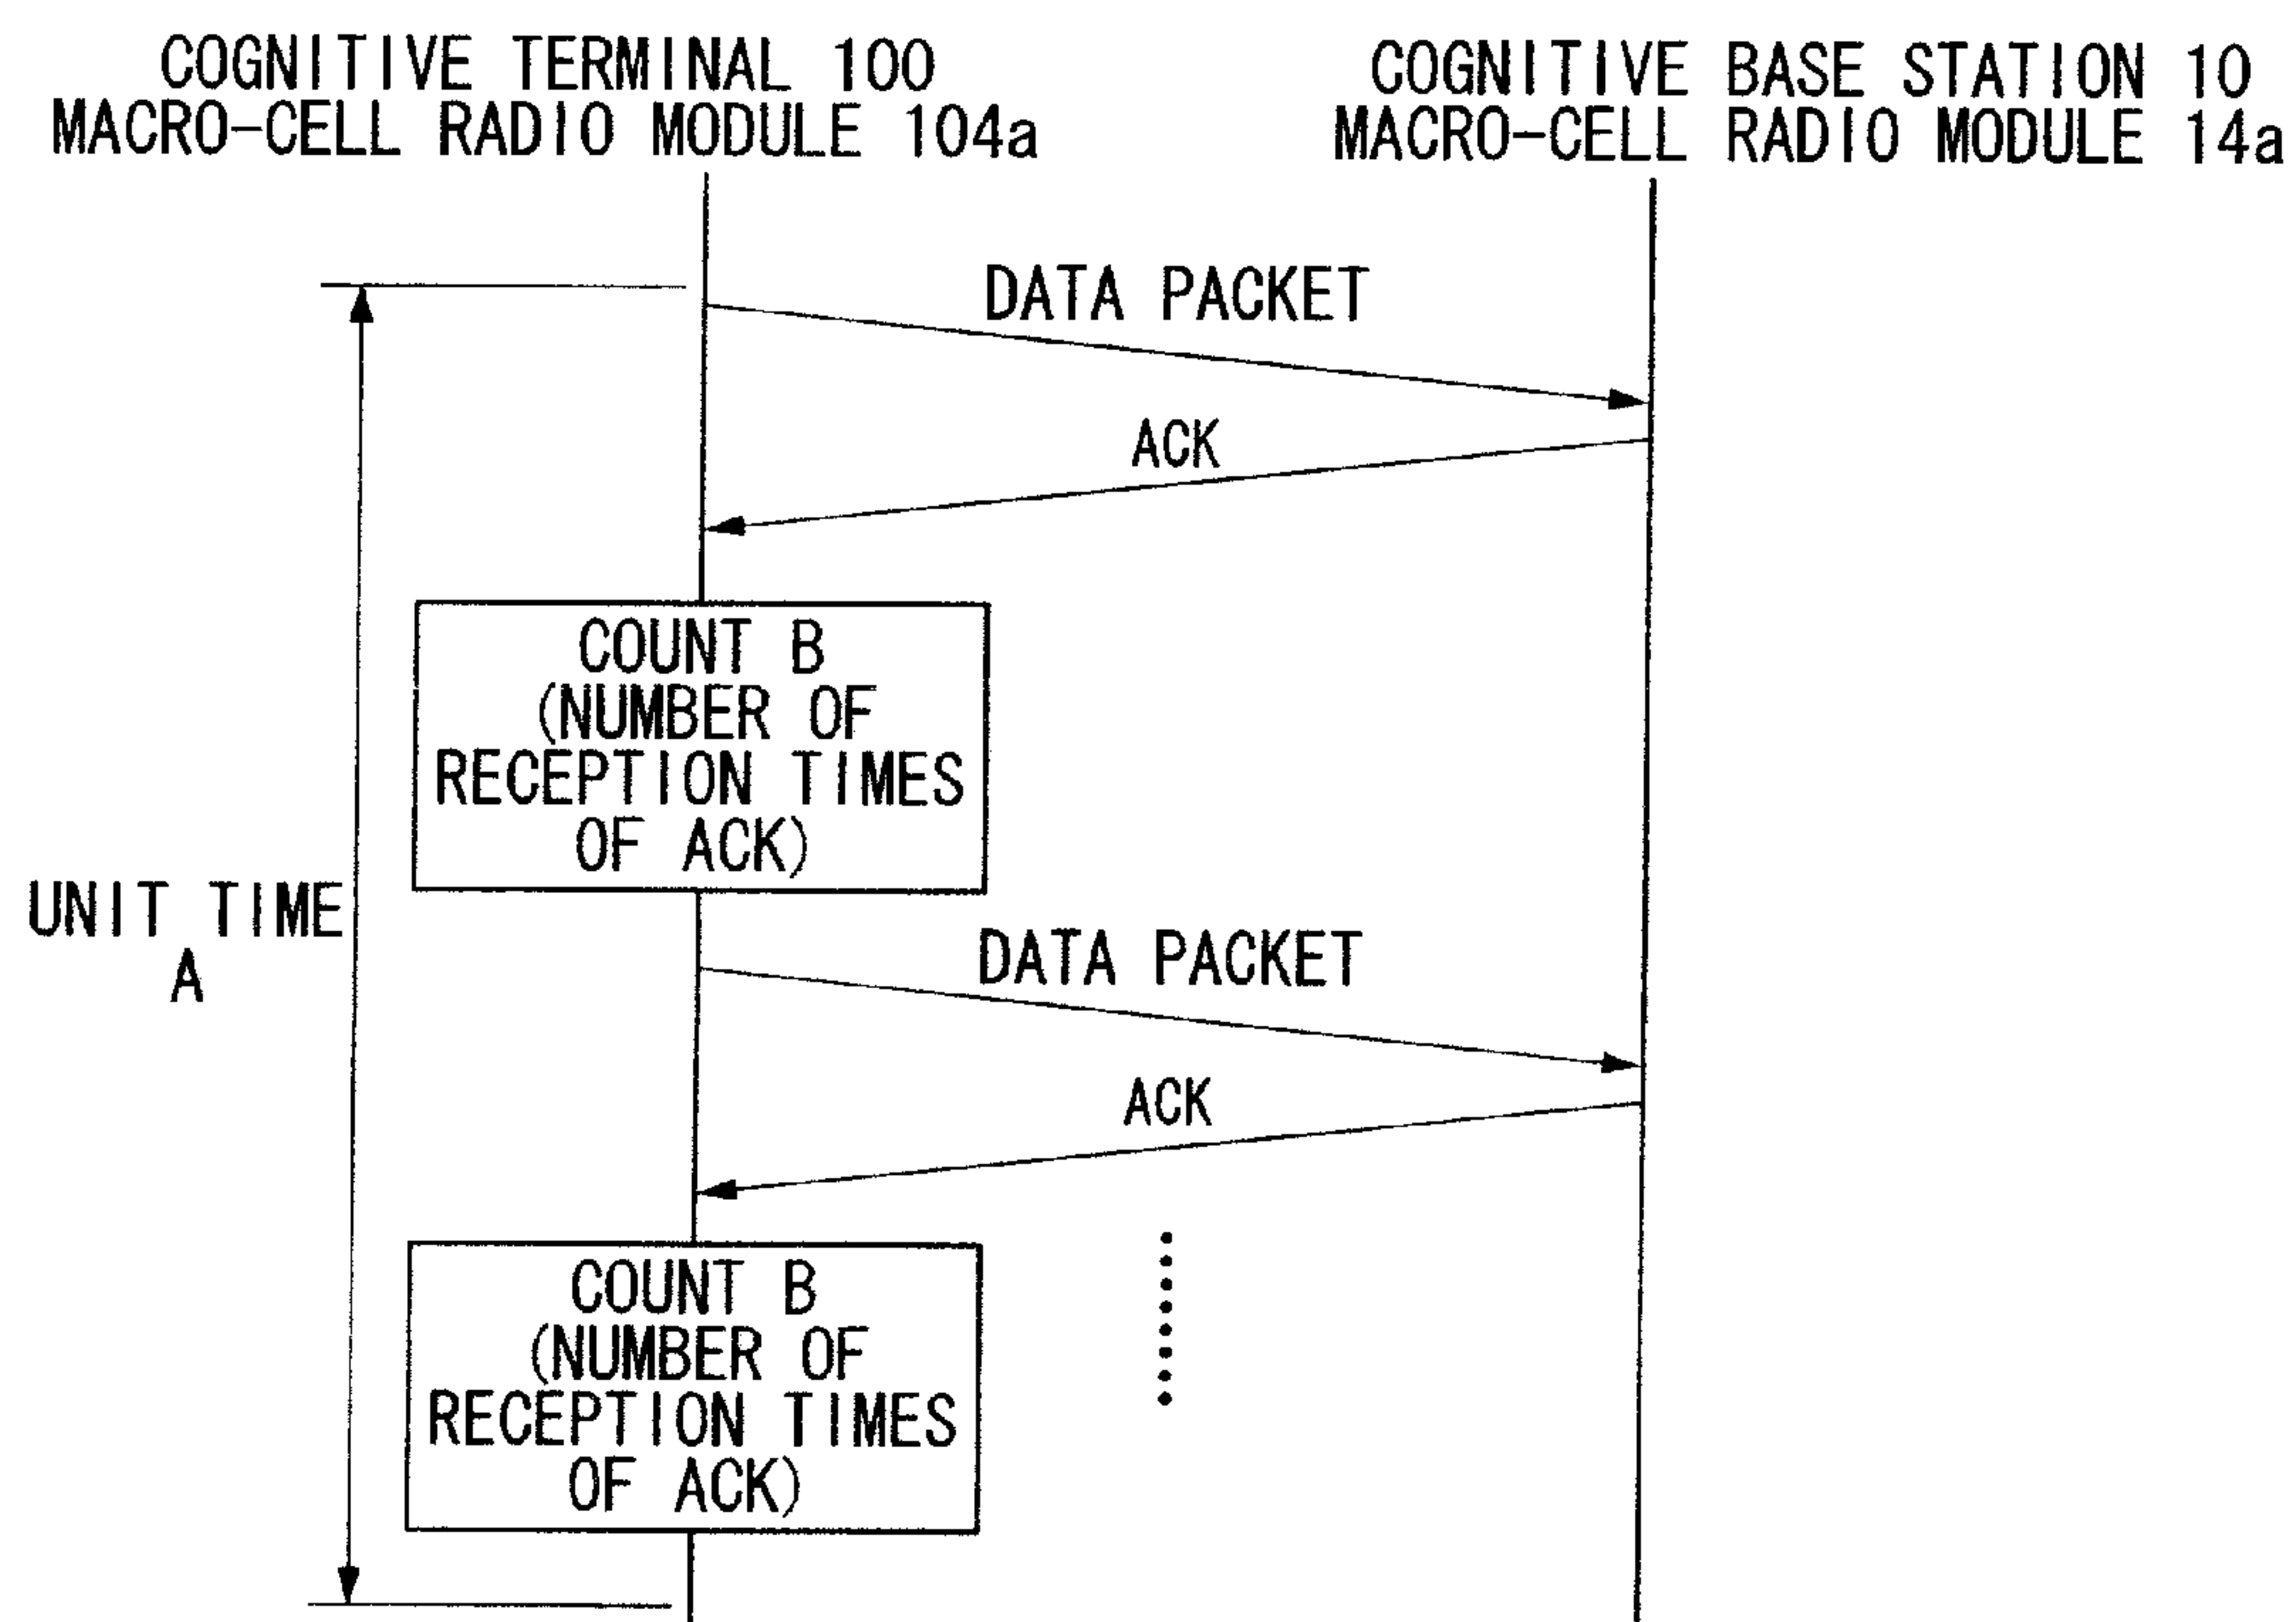 COGNITIVE TERMINAL 100
MACRO-CELL RADIO MODULE 104a
COGNITIVE BASE STATION 10
MACRO-CELL RADIO MODULE 14a
DATA PACKET
ACK
COUNT B
(NUMBER OF
RECEPTION TIMES
OF ACK)
UNIT TIME
A
DATA PACKET
ACK
COUNT B
(NUMBER OF
RECEPTION TIMES
OF ACK)